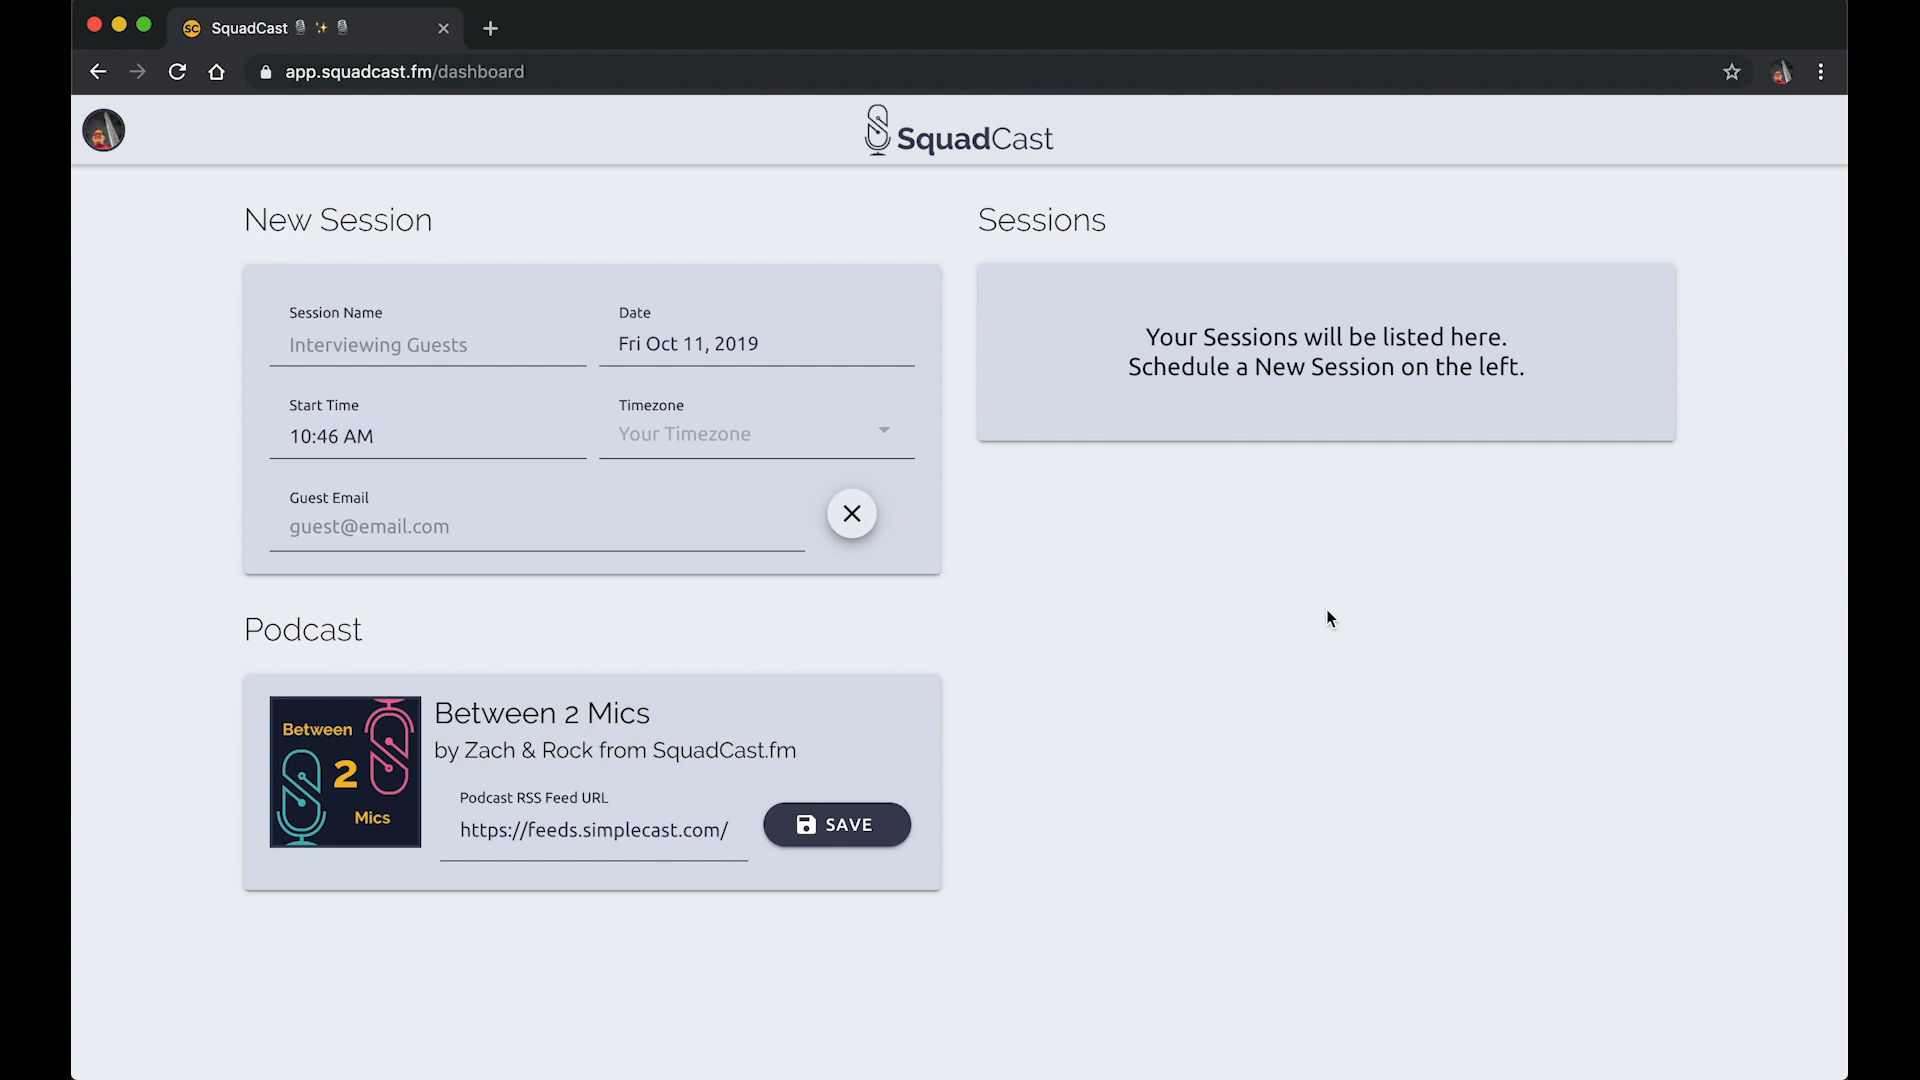 SquadCast
app.squadcast.fm/dashboard
SquadCast
New Session
Sessions
Session Name
Interviewing Guests
Date
Fri Oct 11, 2019
Start Time
10:46 AM
Timezone
Your Timezone
Guest Email
guest@email.com
Your Sessions will be listed here.
Schedule a New Session on the left.
Podcast
Between
2
Mics
Between 2 Mics
by Zach & Rock from SquadCast.fm
Podcast RSS Feed URL
https://feeds.simplecast.com/
SAVE